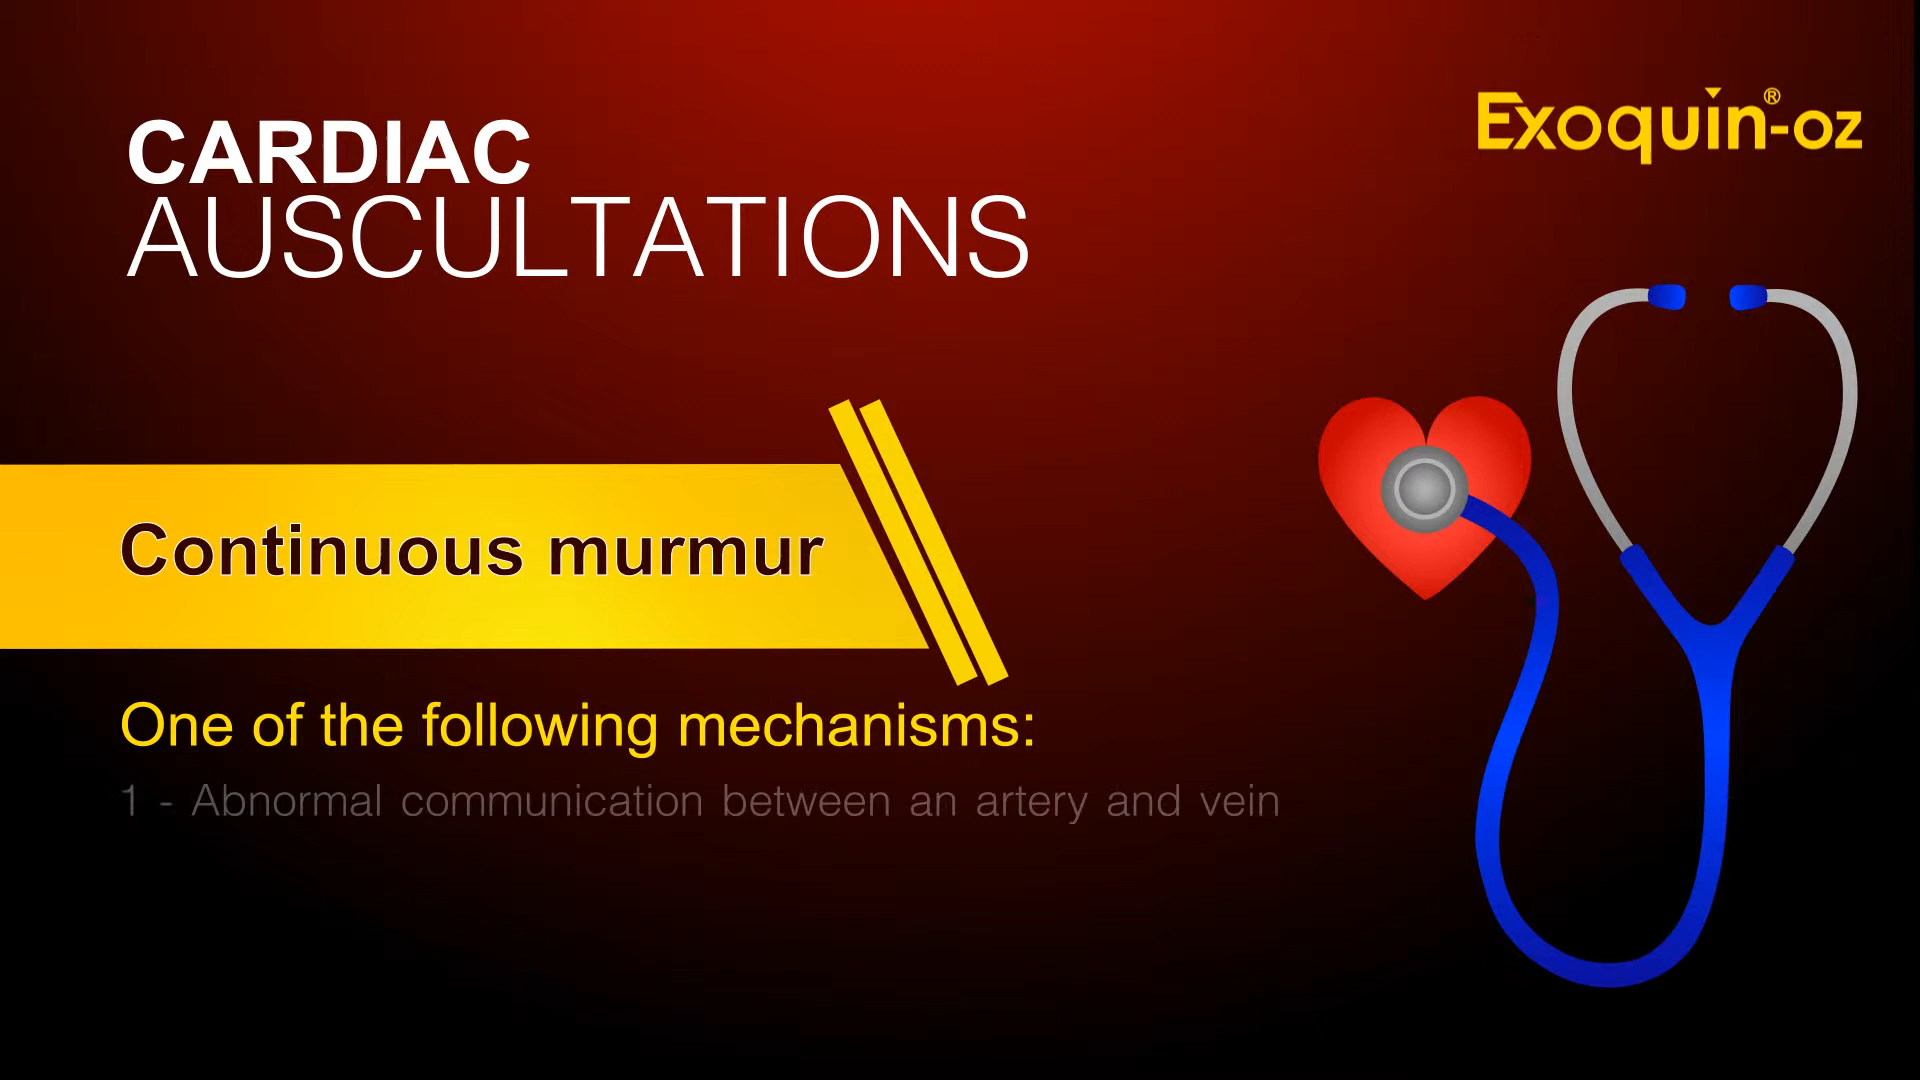 CARDIAC
AUSCULTATIONS
Exoquin®-oz
Continuous murmur
One of the following mechanisms:
1 - Abnormal communication between an artery and vein